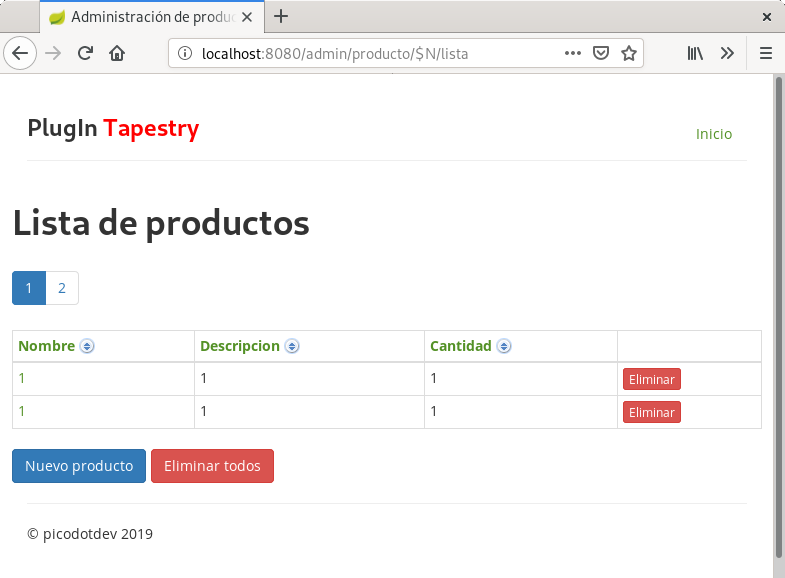 Administración de produc
localhost:8080/admin/producto/$N/lista
PlugIn Tapestry
Inicio
Lista de productos
1 2
Nombre Descripcion Cantidad
1 1 1 Eliminar
1 1 1 Eliminar
Nuevo producto Eliminar todos
© picodotdev 2019